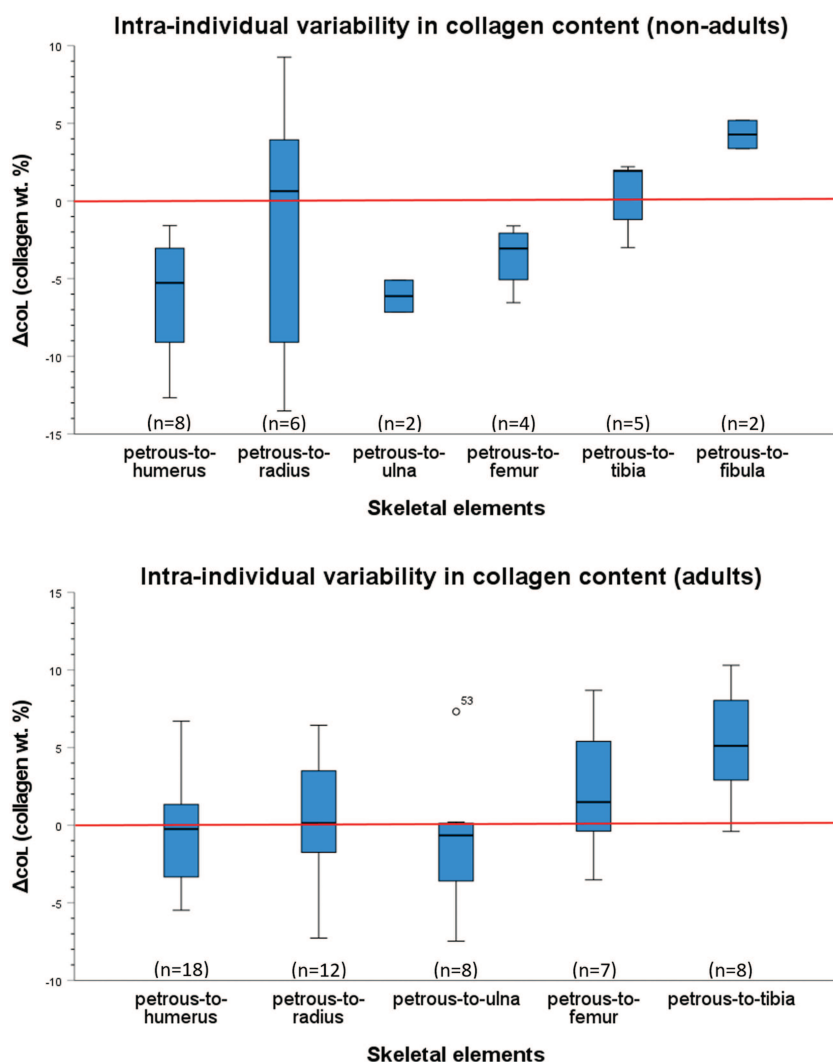 Intra-individual variability in collagen content (non-adults)
ΔCOL (collagen wt. %)
10
5
0
-5
-10
-15
(n=8) (n=6) (n=2) (n=4) (n=5) (n=2)
petrous-to- petrous-to- petrous-to- petrous-to- petrous-to- petrous-to-
humerus radius ulna femur tibia fibula
Skeletal elements
Intra-individual variability in collagen content (adults)
ΔCOL (collagen wt. %)
15
10
5
0
-5
-10
53
(n=18) (n=12) (n=8) (n=7) (n=8)
petrous-to- petrous-to- petrous-to-ulna petrous-to- petrous-to-tibia
humerus radius femur
Skeletal elements